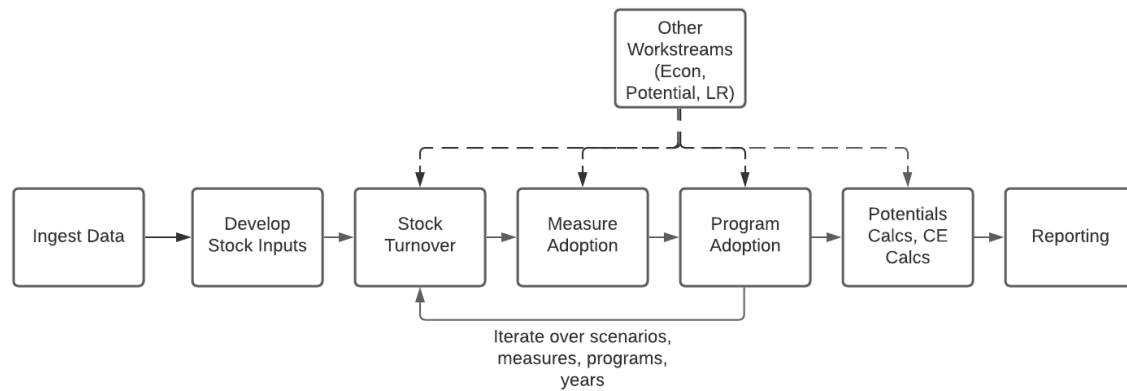 Other
Workstreams
(Econ,
Potential, LR)
Ingest Data
Develop
Stock Inputs
Stock
Turnover
Measure
Adoption
Program
Adoption
Potentials
Calcs, CE
Calcs
Reporting
Iterate over scenarios,
measures, programs,
years